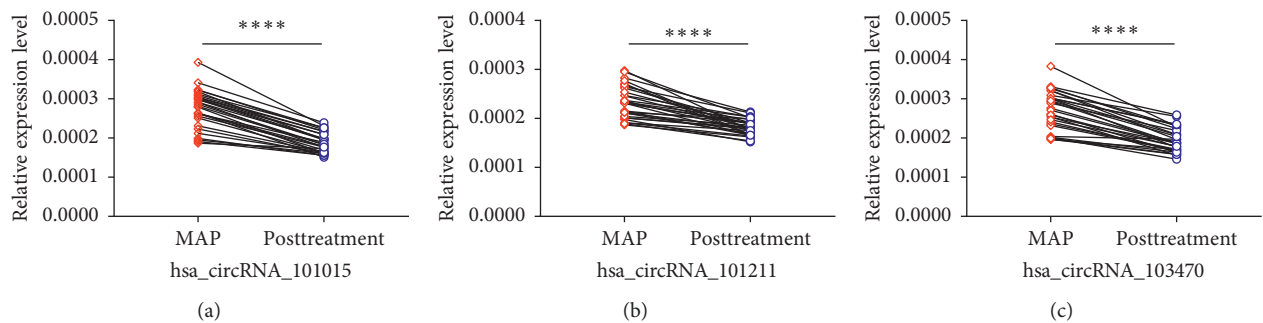 Relative expression level
0.0005
0.0004
0.0003
0.0002
0.0001
0.0000
****
MAP
Posttreatment
hsa_circRNA_101015
(a)
Relative expression level
0.0004
0.0003
0.0002
0.0001
0.0000
****
MAP
Posttreatment
hsa_circRNA_101211
(b)
Relative expression level
0.0005
0.0004
0.0003
0.0002
0.0001
0.0000
****
MAP
Posttreatment
hsa_circRNA_103470
(c)